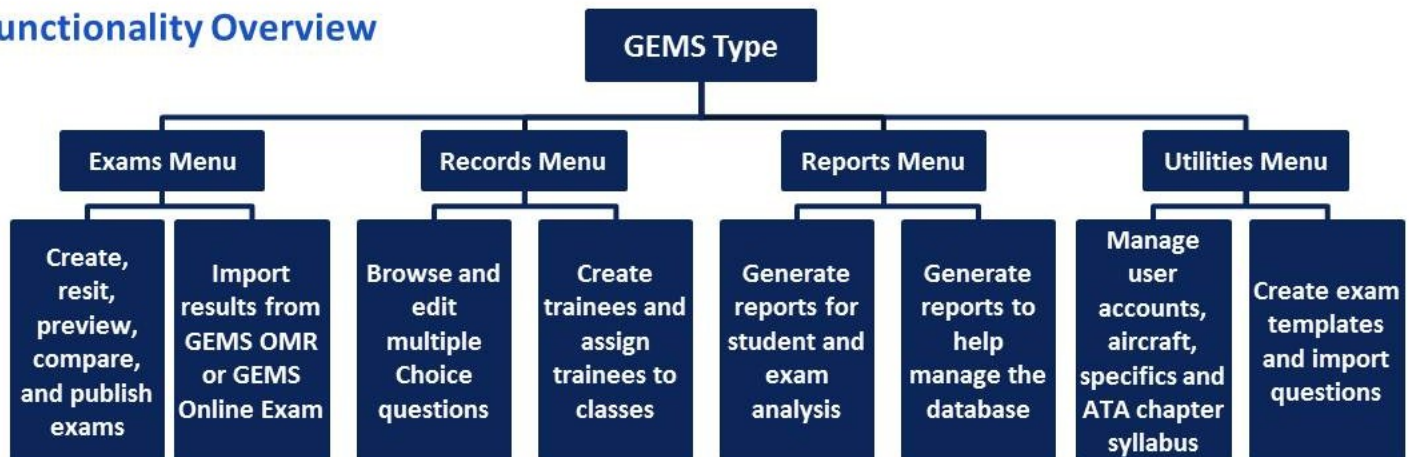 unctionality Overview
GEMS Type
Exams Menu
Records Menu
Reports Menu
Utilities Menu
Create,
resit,
preview,
compare,
and publish
exams
Import
results from
GEMS OMR
or GEMS
Online Exam
Browse and
edit
multiple
Choice
questions
Create
trainees and
assign
trainees to
classes
Generate
reports for
student and
exam
analysis
Generate
reports to
help
manage the
database
Manage
user
accounts,
aircraft,
specifics and
ATA chapter
syllabus
Create exam
templates
and import
questions